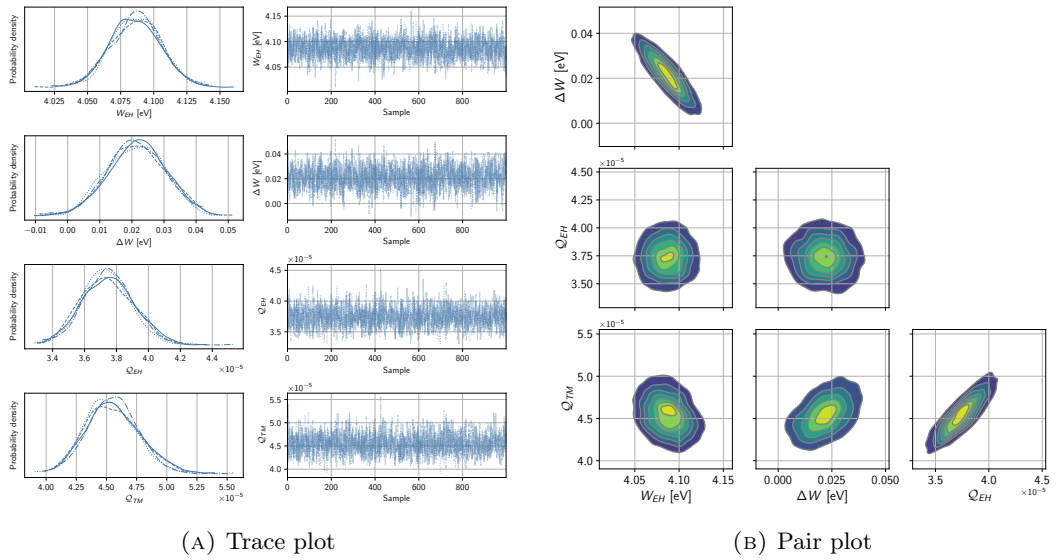 Probability density
4.025 4.050 4.075 4.100 4.125 4.150
W_EH [eV]
W_EH [eV]
4.15
4.10
4.05
0 200 400 600 800
Sample
Probability density
−0.01 0.00 0.01 0.02 0.03 0.04 0.05
ΔW [eV]
ΔW [eV]
0.04
0.02
0.00
0 200 400 600 800
Sample
Probability density
3.4 3.6 3.8 4.0 4.2 4.4
×10⁻⁵
Q_EH
×10⁻⁵
Q_EH
4.5
4.0
3.5
0 200 400 600 800
Sample
Probability density
4.00 4.25 4.50 4.75 5.00 5.25 5.50
×10⁻⁵
Q_TM
×10⁻⁵
Q_TM
5.5
5.0
4.5
4.0
0 200 400 600 800
Sample
(A) Trace plot
ΔW [eV]
0.04
0.02
0.00
×10⁻⁵
Q_EH
4.50
4.25
4.00
3.75
3.50
×10⁻⁵
Q_TM
5.5
5.0
4.5
4.0
4.05 4.10 4.15
W_EH [eV]
0.000 0.025 0.050
ΔW [eV]
3.5 4.0 4.5
×10⁻⁵
Q_EH
(B) Pair plot